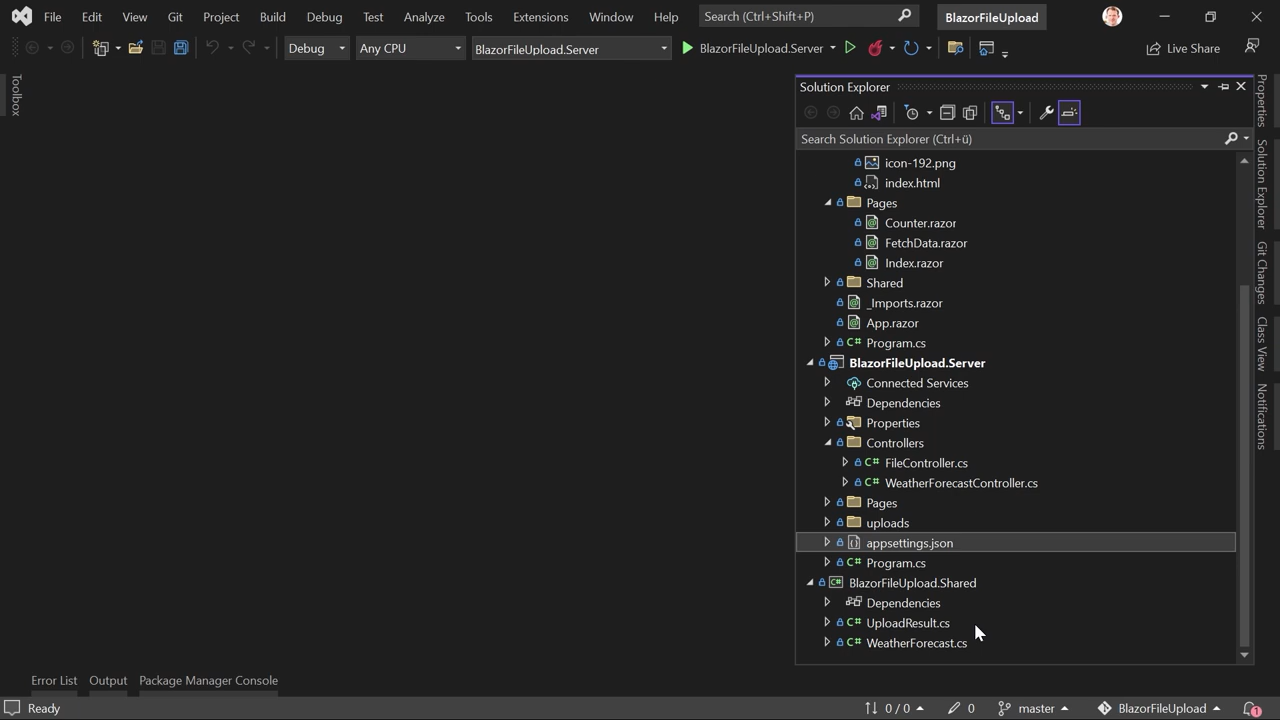 File Edit View Git Project Build Debug Test Analyze Tools Extensions Window Help Search (Ctrl+Shift+P) BlazorFileUpload
Debug Any CPU BlazorFileUpload.Server BlazorFileUpload.Server Live Share
Toolbox
Solution Explorer
Search Solution Explorer (Ctrl+ü)
icon-192.png
index.html
Pages
Counter.razor
FetchData.razor
Index.razor
Shared
_Imports.razor
App.razor
C# Program.cs
BlazorFileUpload.Server
Connected Services
Dependencies
Properties
Controllers
C# FileController.cs
C# WeatherForecastController.cs
Pages
uploads
appsettings.json
C# Program.cs
C# BlazorFileUpload.Shared
Dependencies
C# UploadResult.cs
C# WeatherForecast.cs
Properties
Solution Explorer
Git Changes
Class View
Notifications
Error List Output Package Manager Console
Ready 0 / 0 0 master BlazorFileUpload 1